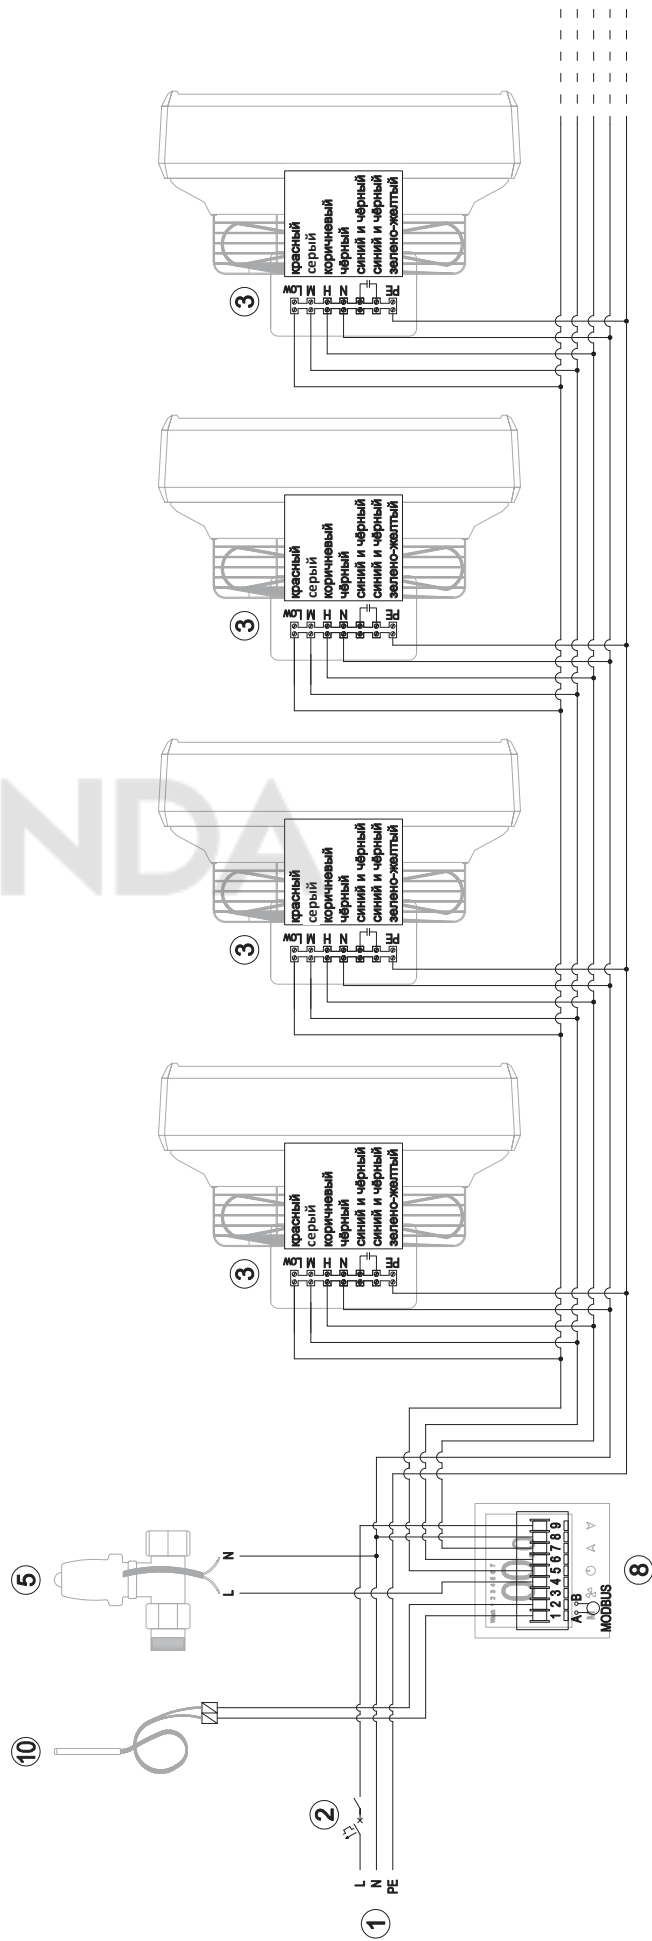 10
5
3
Low M H N PE
красный
серый
коричневый
чёрный
синий и чёрный
синий и чёрный
зелено-желтый
3
Low M H N PE
красный
серый
коричневый
чёрный
синий и чёрный
синий и чёрный
зелено-желтый
3
Low M H N PE
красный
серый
коричневый
чёрный
синий и чёрный
синий и чёрный
зелено-желтый
3
Low M H N PE
красный
серый
коричневый
чёрный
синий и чёрный
синий и чёрный
зелено-желтый
NDA
L N
2
1
L
N
PE
1 2 3 4 5 6 7 8 9
A B
MODBUS
8